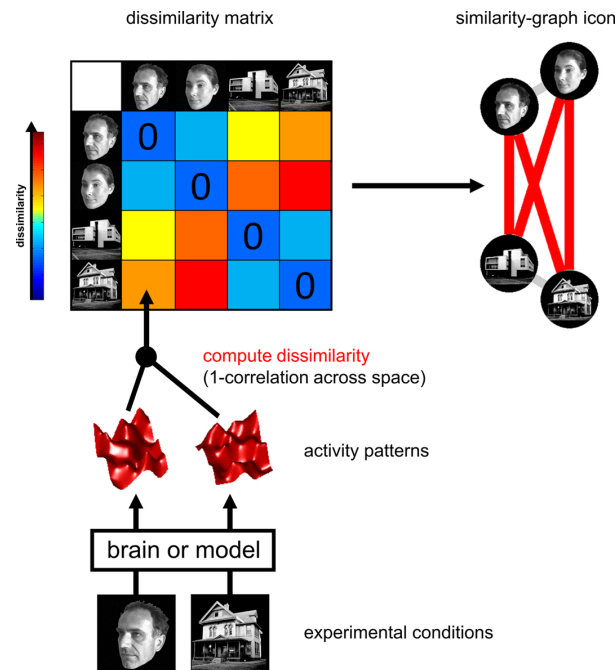 dissimilarity matrix
similarity-graph icon
dissimilarity
0
0
0
0
compute dissimilarity
(1-correlation across space)
activity patterns
brain or model
experimental conditions